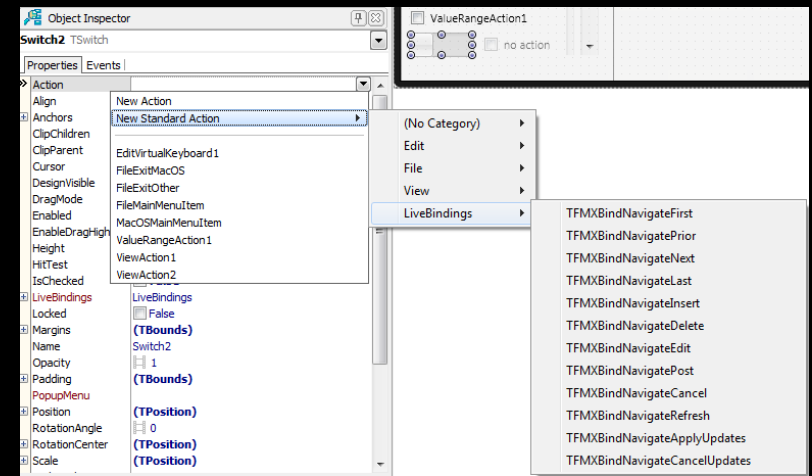 Object Inspector
Switch2 TSwitch
Properties Events
Action
Align
Anchors
ClipChildren
ClipParent
Cursor
DesignVisible
DragMode
Enabled
EnableDragHigh
Height
HitTest
IsChecked
LiveBindings LiveBindings
Locked False
Margins (TBounds)
Name Switch2
Opacity 1
Padding (TBounds)
PopupMenu
Position (TPosition)
RotationAngle 0
RotationCenter (TPosition)
Scale (TPosition)
New Action
New Standard Action
EditVirtualKeyboard1
FileExitMacOS
FileExitOther
FileMainMenuItem
MacOSMainMenuItem
ValueRangeAction1
ViewAction1
ViewAction2
(No Category)
Edit
File
View
LiveBindings
TFMXBindNavigateFirst
TFMXBindNavigatePrior
TFMXBindNavigateNext
TFMXBindNavigateLast
TFMXBindNavigateInsert
TFMXBindNavigateDelete
TFMXBindNavigateEdit
TFMXBindNavigatePost
TFMXBindNavigateCancel
TFMXBindNavigateRefresh
TFMXBindNavigateApplyUpdates
TFMXBindNavigateCancelUpdates
ValueRangeAction1
no action